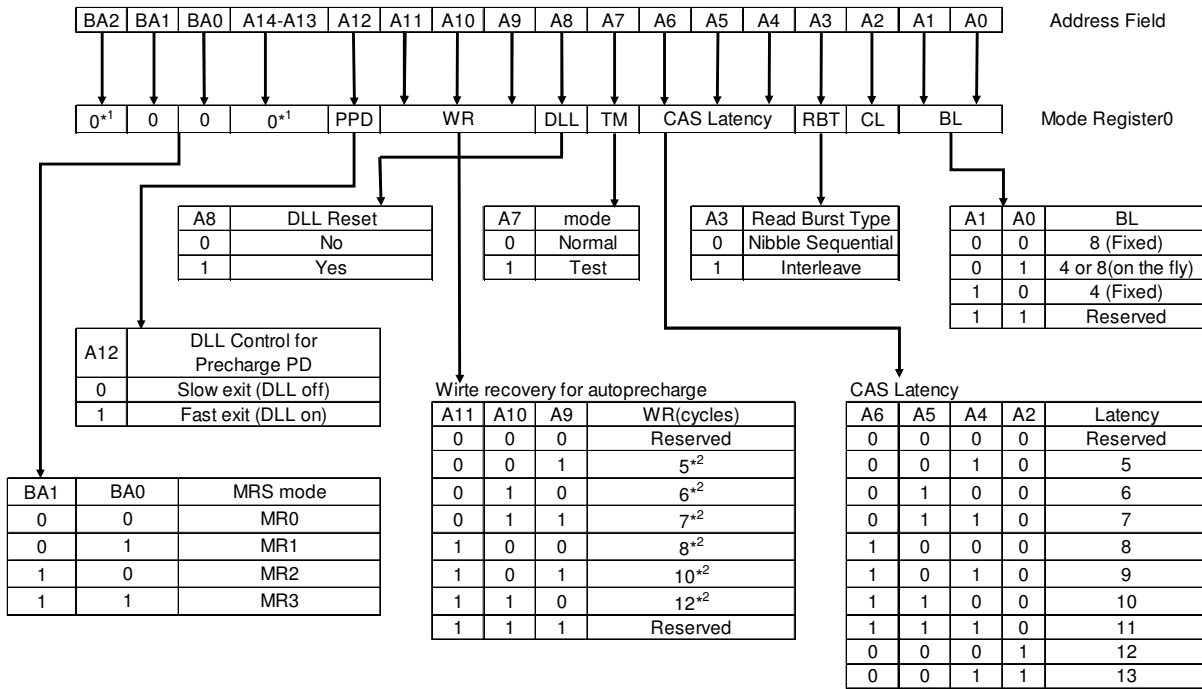 BA2 BA1 BA0 A14-A13 A12 A11 A10 A9 A8 A7 A6 A5 A4 A3 A2 A1 A0 Address Field
0*1 0 0 0*1 PPD WR DLL TM CAS Latency RBT CL BL Mode Register0
A8 DLL Reset
0 No
1 Yes
A7 mode
0 Normal
1 Test
A3 Read Burst Type
0 Nibble Sequential
1 Interleave
A1 A0 BL
0 0 8 (Fixed)
0 1 4 or 8(on the fly)
1 0 4 (Fixed)
1 1 Reserved
A12 DLL Control for
Precharge PD
0 Slow exit (DLL off)
1 Fast exit (DLL on)
Wirte recovery for autoprecharge
A11 A10 A9 WR(cycles)
0 0 0 Reserved
0 0 1 5*2
0 1 0 6*2
0 1 1 7*2
1 0 0 8*2
1 0 1 10*2
1 1 0 12*2
1 1 1 Reserved
CAS Latency
A6 A5 A4 A2 Latency
0 0 0 0 Reserved
0 0 1 0 5
0 1 0 0 6
0 1 1 0 7
1 0 0 0 8
1 0 1 0 9
1 1 0 0 10
1 1 1 0 11
0 0 0 1 12
0 0 1 1 13
BA1 BA0 MRS mode
0 0 MR0
0 1 MR1
1 0 MR2
1 1 MR3